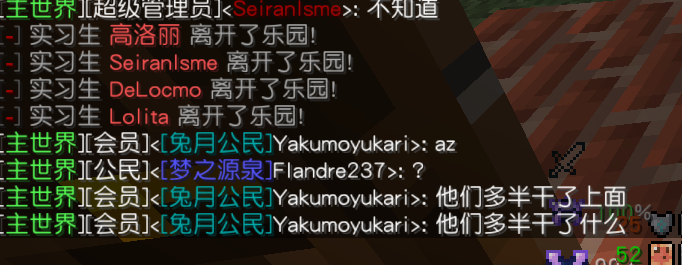 [主世界][超级管理员]<SeiranIsme>: 不知道
[-] 实习生 高洛丽 离开了乐园!
[-] 实习生 SeiranIsme 离开了乐园!
[-] 实习生 DeLocmo 离开了乐园!
[-] 实习生 Lolita 离开了乐园!
[主世界][会员]<[兔月公民]Yakumoyukari>: az
[主世界][公民]<[梦之源泉]Flandre237>: ?
[主世界][会员]<[兔月公民]Yakumoyukari>: 他们多半干了上面
[主世界][会员]<[兔月公民]Yakumoyukari>: 他们多半干了什么
52